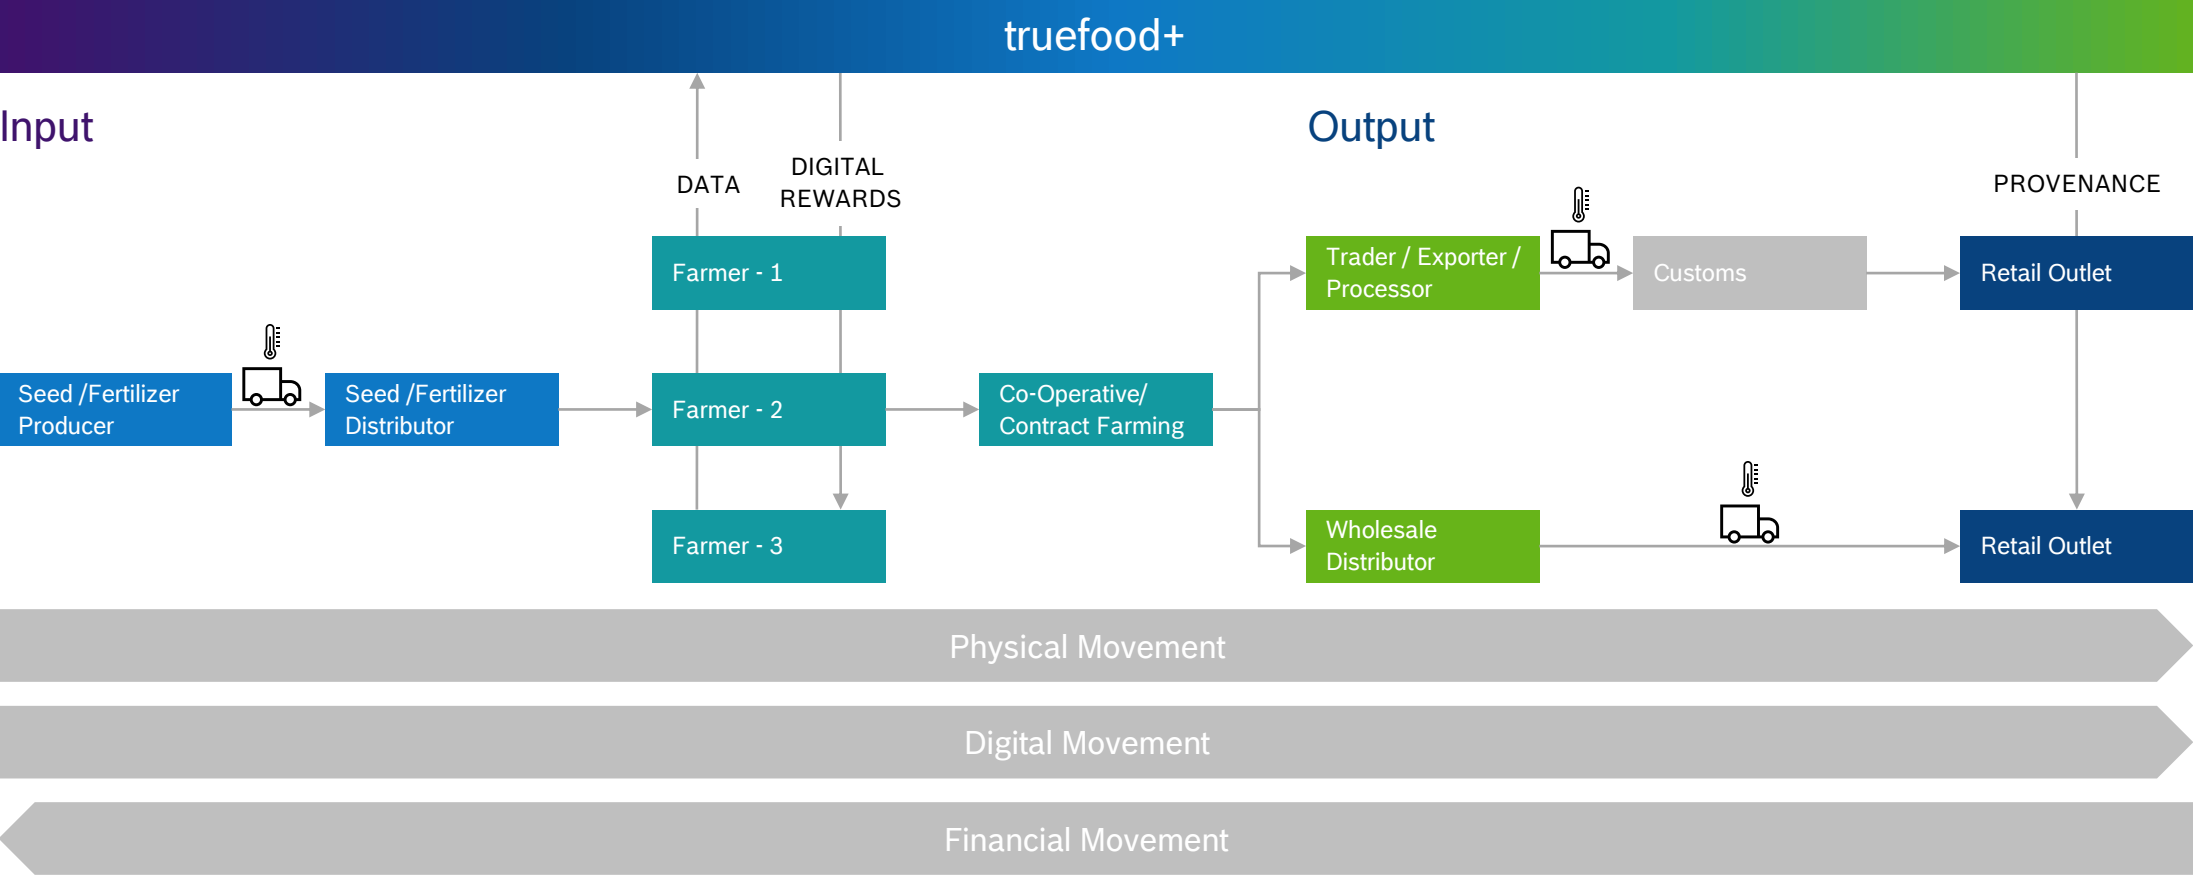 truefood+
Input
Output
DATA
DIGITAL
REWARDS
PROVENANCE
Farmer - 1
Trader / Exporter /
Processor
Customs
Retail Outlet
Seed /Fertilizer
Producer
Seed /Fertilizer
Distributor
Farmer - 2
Co-Operative/
Contract Farming
Farmer - 3
Wholesale
Distributor
Retail Outlet
Physical Movement
Digital Movement
Financial Movement